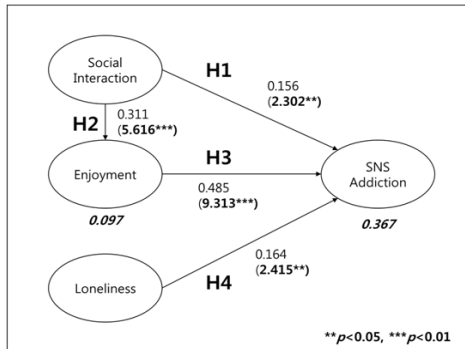 Social
Interaction
H1
0.156
(2.302**)
0.311
(5.616***)
H2
H3
Enjoyment
SNS
Addiction
0.485
(9.313***)
0.097
0.367
0.164
(2.415**)
Loneliness
H4
**p<0.05, ***p<0.01